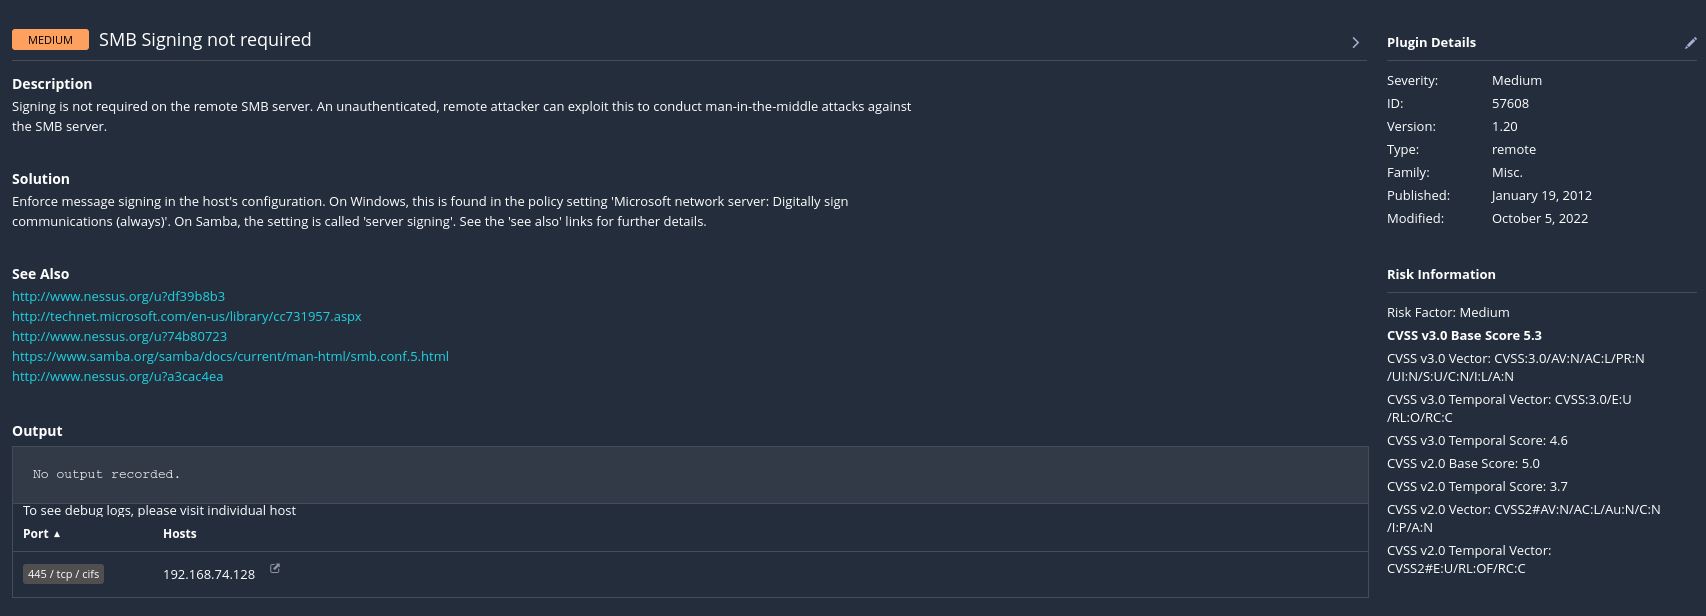 MEDIUM SMB Signing not required
Description
Signing is not required on the remote SMB server. An unauthenticated, remote attacker can exploit this to conduct man-in-the-middle attacks against
the SMB server.
Solution
Enforce message signing in the host's configuration. On Windows, this is found in the policy setting 'Microsoft network server: Digitally sign
communications (always)'. On Samba, the setting is called 'server signing'. See the 'see also' links for further details.
See Also
http://www.nessus.org/u?df39b8b3
http://technet.microsoft.com/en-us/library/cc731957.aspx
http://www.nessus.org/u?74b80723
https://www.samba.org/samba/docs/current/man-html/smb.conf.5.html
http://www.nessus.org/u?a3cac4ea
Output
No output recorded.
To see debug logs, please visit individual host
Port ▲ Hosts
445 / tcp / cifs 192.168.74.128
Plugin Details
Severity: Medium
ID: 57608
Version: 1.20
Type: remote
Family: Misc.
Published: January 19, 2012
Modified: October 5, 2022
Risk Information
Risk Factor: Medium
CVSS v3.0 Base Score 5.3
CVSS v3.0 Vector: CVSS:3.0/AV:N/AC:L/PR:N
/UI:N/S:U/C:N/I:L/A:N
CVSS v3.0 Temporal Vector: CVSS:3.0/E:U
/RL:O/RC:C
CVSS v3.0 Temporal Score: 4.6
CVSS v2.0 Base Score: 5.0
CVSS v2.0 Temporal Score: 3.7
CVSS v2.0 Vector: CVSS2#AV:N/AC:L/Au:N/C:N
/I:P/A:N
CVSS v2.0 Temporal Vector:
CVSS2#E:U/RL:OF/RC:C